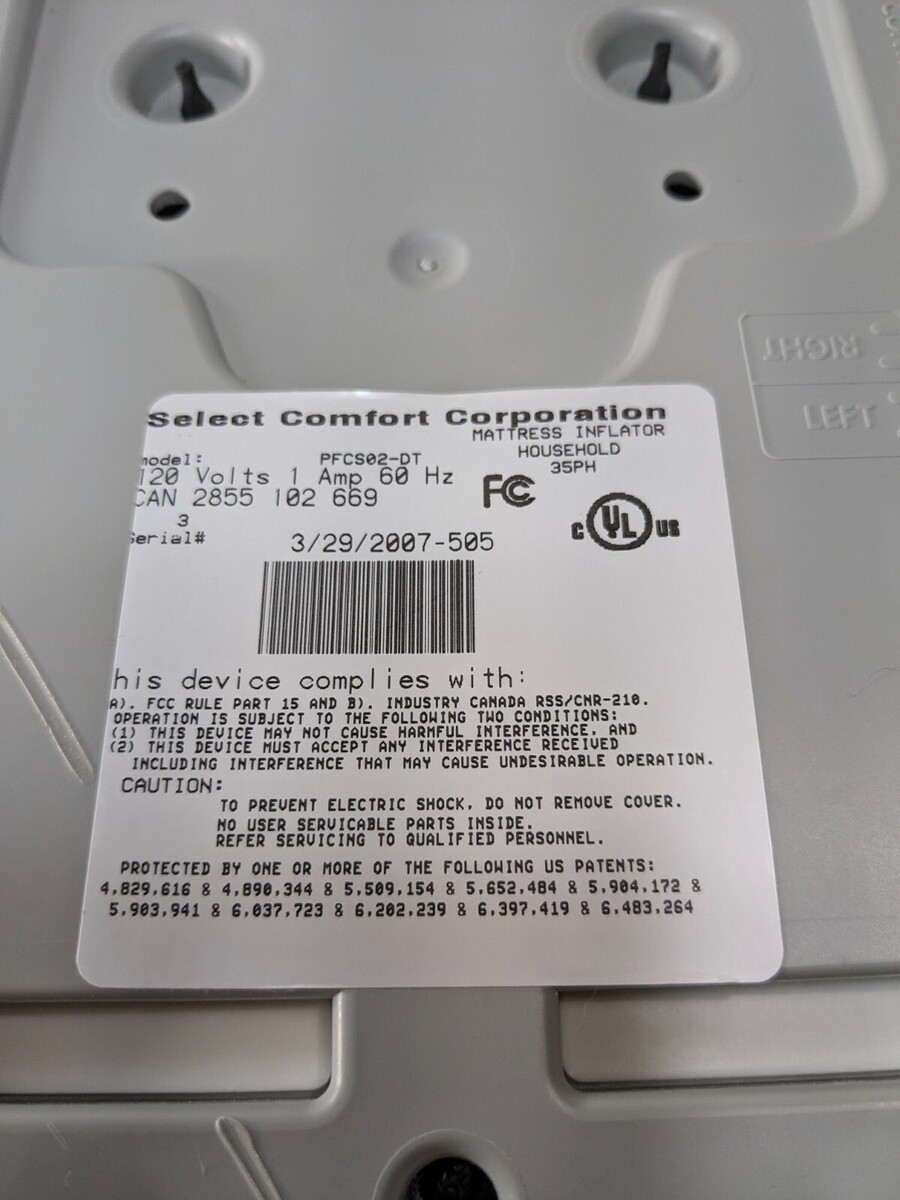 RIGHT
LEFT
Select Comfort Corporation
MATTRESS INFLATOR
HOUSEHOLD
35PH
model: PFCS02-DT
120 Volts 1 Amp 60 Hz
CAN 2855 102 669
3
Serial# 3/29/2007-505
FC
c UL us
his device complies with:
A). FCC RULE PART 15 AND B). INDUSTRY CANADA RSS/CNR-210.
OPERATION IS SUBJECT TO THE FOLLOWING TWO CONDITIONS:
(1) THIS DEVICE MAY NOT CAUSE HARMFUL INTERFERENCE, AND
(2) THIS DEVICE MUST ACCEPT ANY INTERFERENCE RECEIVED
INCLUDING INTERFERENCE THAT MAY CAUSE UNDESIRABLE OPERATION.
CAUTION:
TO PREVENT ELECTRIC SHOCK, DO NOT REMOVE COVER.
NO USER SERVICABLE PARTS INSIDE.
REFER SERVICING TO QUALIFIED PERSONNEL.
PROTECTED BY ONE OR MORE OF THE FOLLOWING US PATENTS:
4,829,616 & 4,890,344 & 5,509,154 & 5,652,484 & 5,904,172 &
5,903,941 & 6,037,723 & 6,202,239 & 6,397,419 & 6,483,264